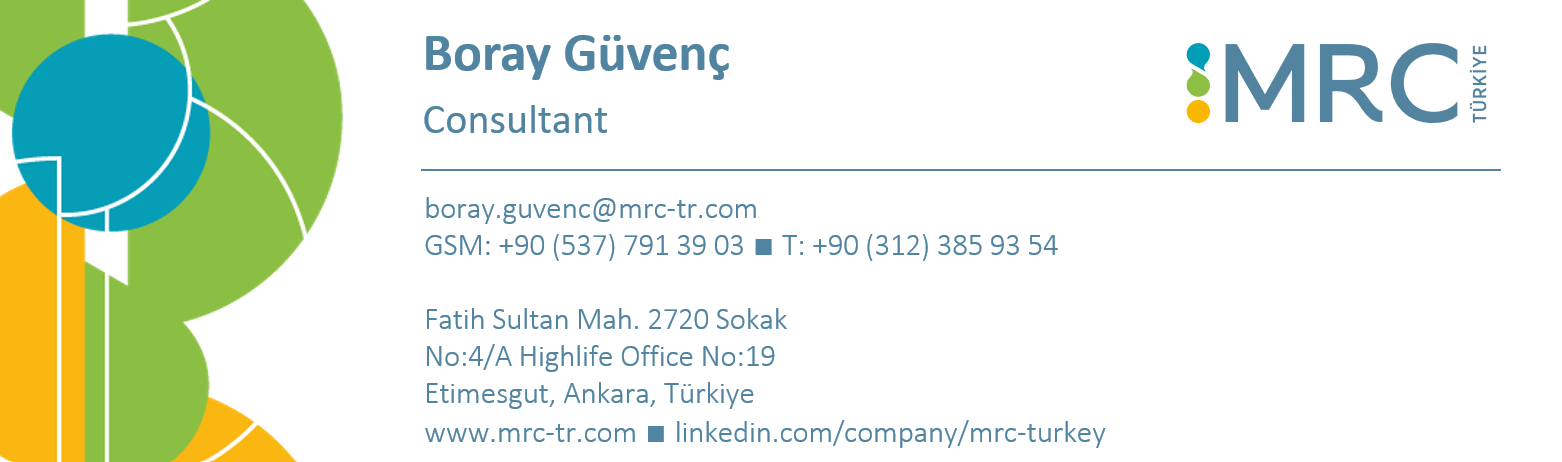 Boray Güvenç
Consultant
MRC
TÜRKİYE
boray.guvenc@mrc-tr.com
GSM: +90 (537) 791 39 03 ■ T: +90 (312) 385 93 54
Fatih Sultan Mah. 2720 Sokak
No:4/A Highlife Office No:19
Etimesgut, Ankara, Türkiye
www.mrc-tr.com ■ linkedin.com/company/mrc-turkey